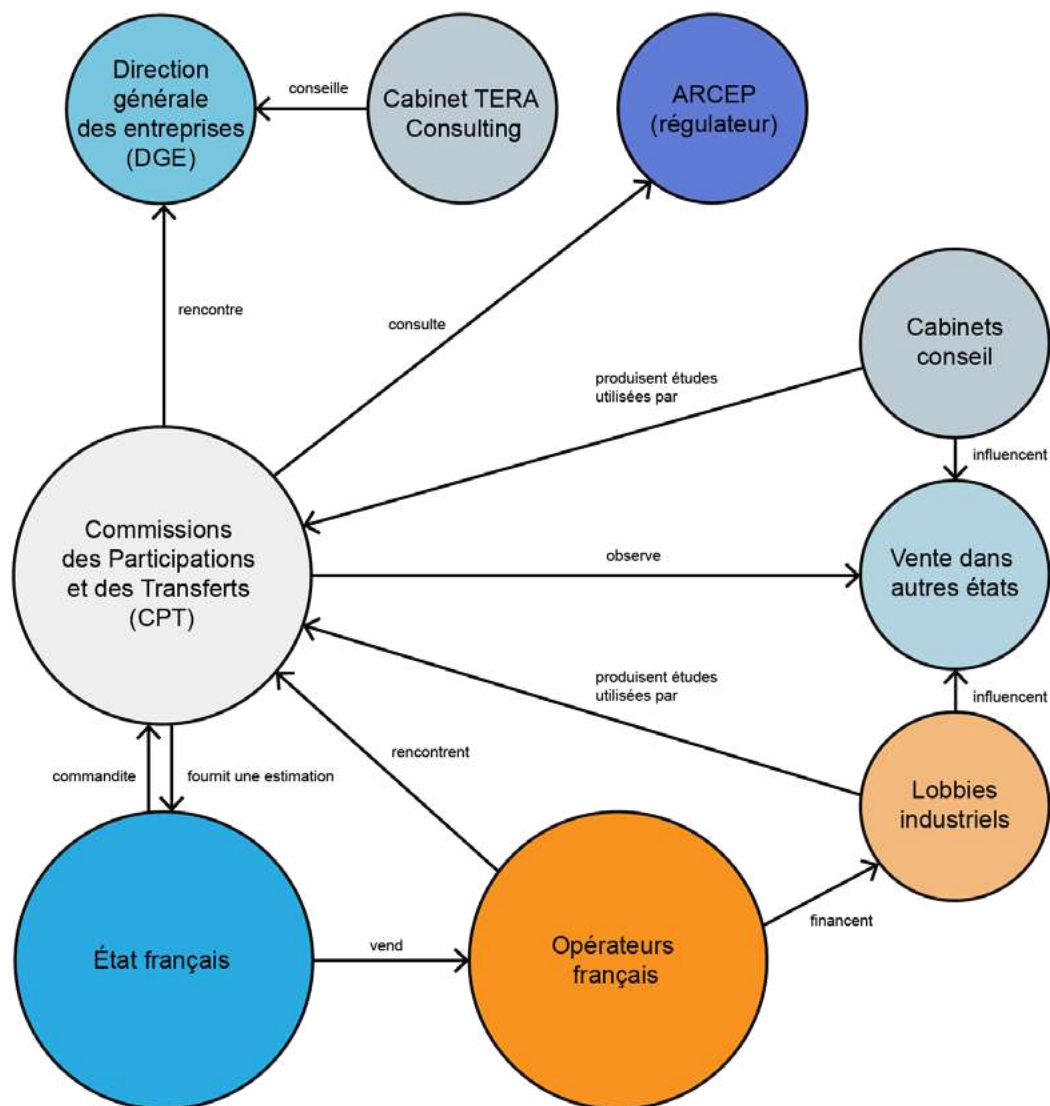 Direction
générale
des entreprises
(DGE)
conseille
Cabinet TERA
Consulting
ARCEP
(régulateur)
rencontre
consulte
Cabinets
conseil
produisent études
utilisées par
influencent
Commissions
des Participations
et des Transferts
(CPT)
observe
Vente dans
autres états
produisent études
utilisées par
influencent
rencontrent
commandite
fournit une estimation
Lobbies
industriels
État français
vend
Opérateurs
français
financent